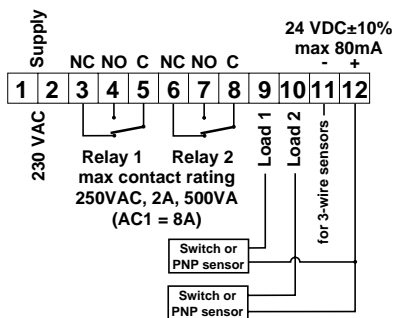 Supply
24 VDC±10%
max 80mA
NC NO C NC NO C - +
1 2 3 4 5 6 7 8 9 10 11 12
230 VAC
Relay 1 Relay 2
max contact rating
250VAC, 2A, 500VA
(AC1 = 8A)
Load 1
Load 2
for 3-wire sensors
Switch or
PNP sensor
Switch or
PNP sensor